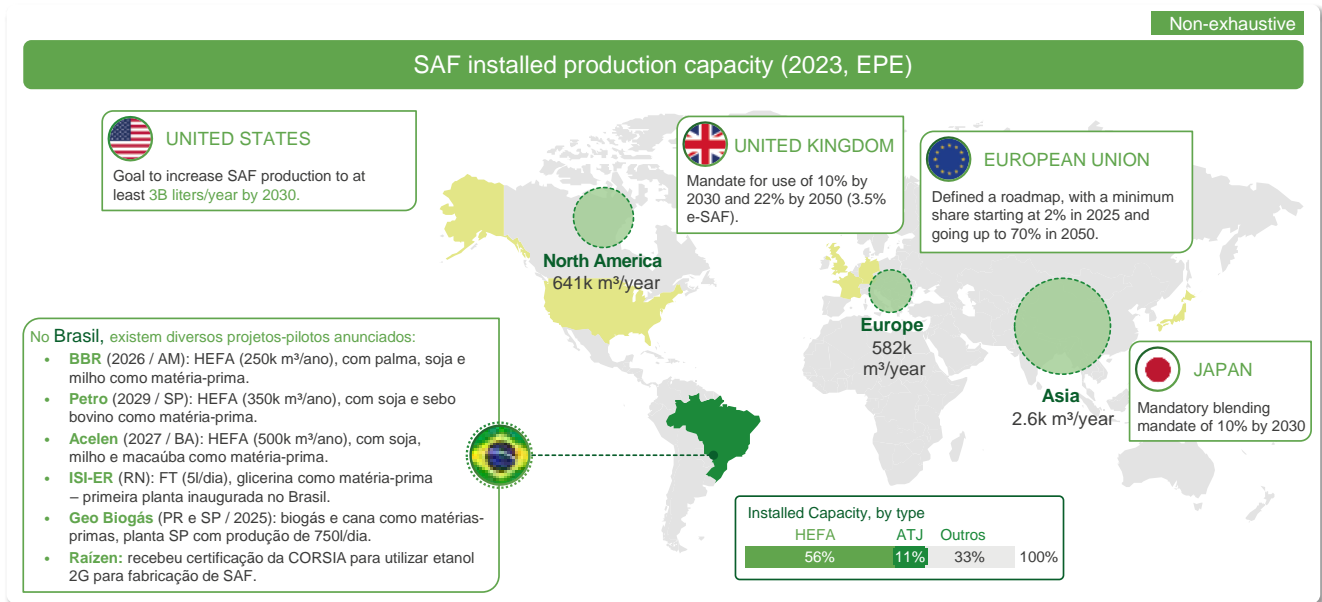 Non-exhaustive
SAF installed production capacity (2023, EPE)
UNITED STATES
Goal to increase SAF production to at
least 3B liters/year by 2030.
UNITED KINGDOM
Mandate for use of 10% by
2030 and 22% by 2050 (3.5%
e-SAF).
EUROPEAN UNION
Defined a roadmap, with a minimum
share starting at 2% in 2025 and
going up to 70% in 2050.
North America
641k m³/year
Europe
582k
m³/year
Asia
2.6k m³/year
JAPAN
Mandatory blending
mandate of 10% by 2030
No Brasil, existem diversos projetos-pilotos anunciados:
• BBR (2026 / AM): HEFA (250k m³/ano), com palma, soja e
milho como matéria-prima.
• Petro (2029 / SP): HEFA (350k m³/ano), com soja e sebo
bovino como matéria-prima.
• Acelen (2027 / BA): HEFA (500k m³/ano), com soja,
milho e macaúba como matéria-prima.
• ISI-ER (RN): FT (5l/dia), glicerina como matéria-prima
– primeira planta inaugurada no Brasil.
• Geo Biogás (PR e SP / 2025): biogás e cana como matérias-
primas, planta SP com produção de 750l/dia.
• Raízen: recebeu certificação da CORSIA para utilizar etanol
2G para fabricação de SAF.
Installed Capacity, by type
HEFA ATJ Outros
56% 11% 33% 100%